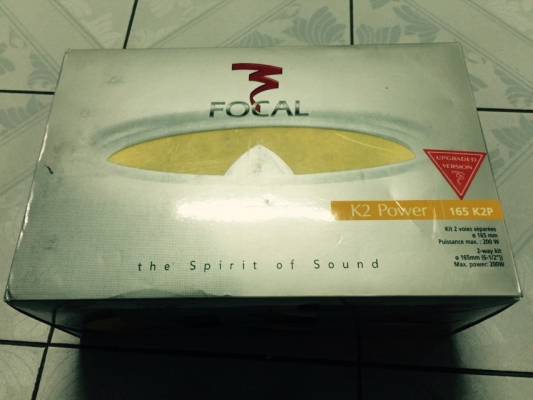 FOCAL
UPGRADED
VERSION
K2 Power 165 K2P
Kit 2 voies séparées
ø 165 mm
Puissance max. : 200 W
2-way kit
ø 165mm (6-1/2")
Max. power: 200W
the Spirit of Sound